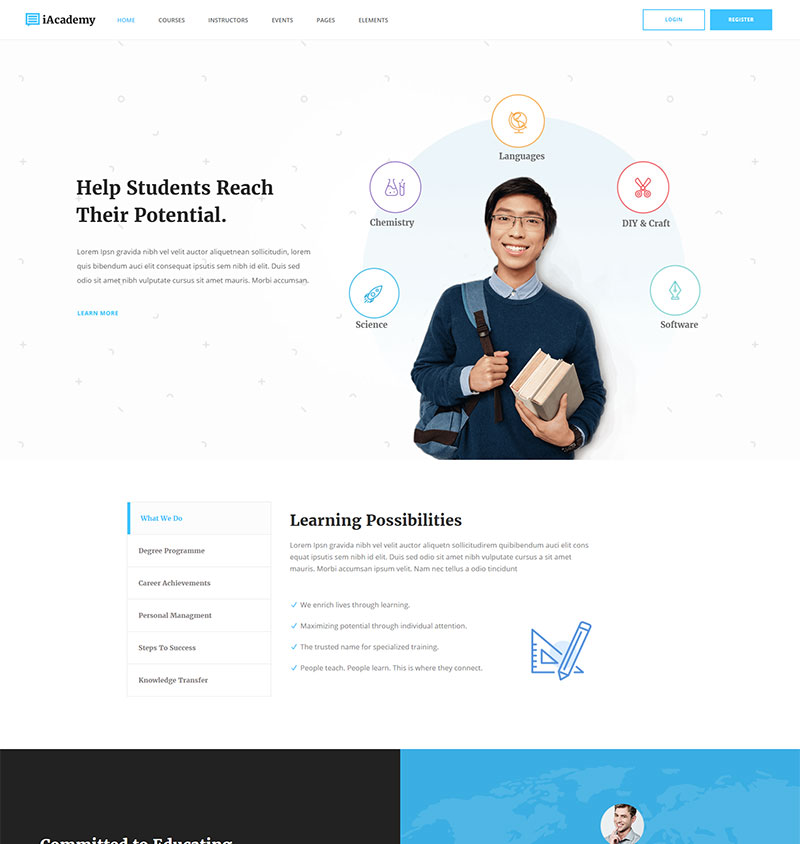 iAcademy
HOME
COURSES
INSTRUCTORS
EVENTS
PAGES
ELEMENTS
LOGIN
REGISTER
Help Students Reach
Their Potential.
Lorem Ipsn gravida nibh vel velit auctor aliquetnean sollicitudin, lorem
quis bibendum auci elit consequat ipsutis sem nibh id elit. Duis sed
odio sit amet nibh vulputate cursus sit amet mauris. Morbi accumsan.
LEARN MORE
Languages
Chemistry
DIY & Craft
Science
Software
What We Do
Degree Programme
Career Achievements
Personal Managment
Steps To Success
Knowledge Transfer
Learning Possibilities
Lorem Ipsn gravida nibh vel velit auctor aliquetn sollicitudirem quibibendum auci elit cons
equat ipsutis sem nibh id elit. Duis sed odio sit amet nibh vulputate cursus a sit amet
mauris. Morbi accumsan ipsum velit. Nam nec tellus a odio tincidunt
We enrich lives through learning.
Maximizing potential through individual attention.
The trusted name for specialized training.
People teach. People learn. This is where they connect.
Committed to Educating